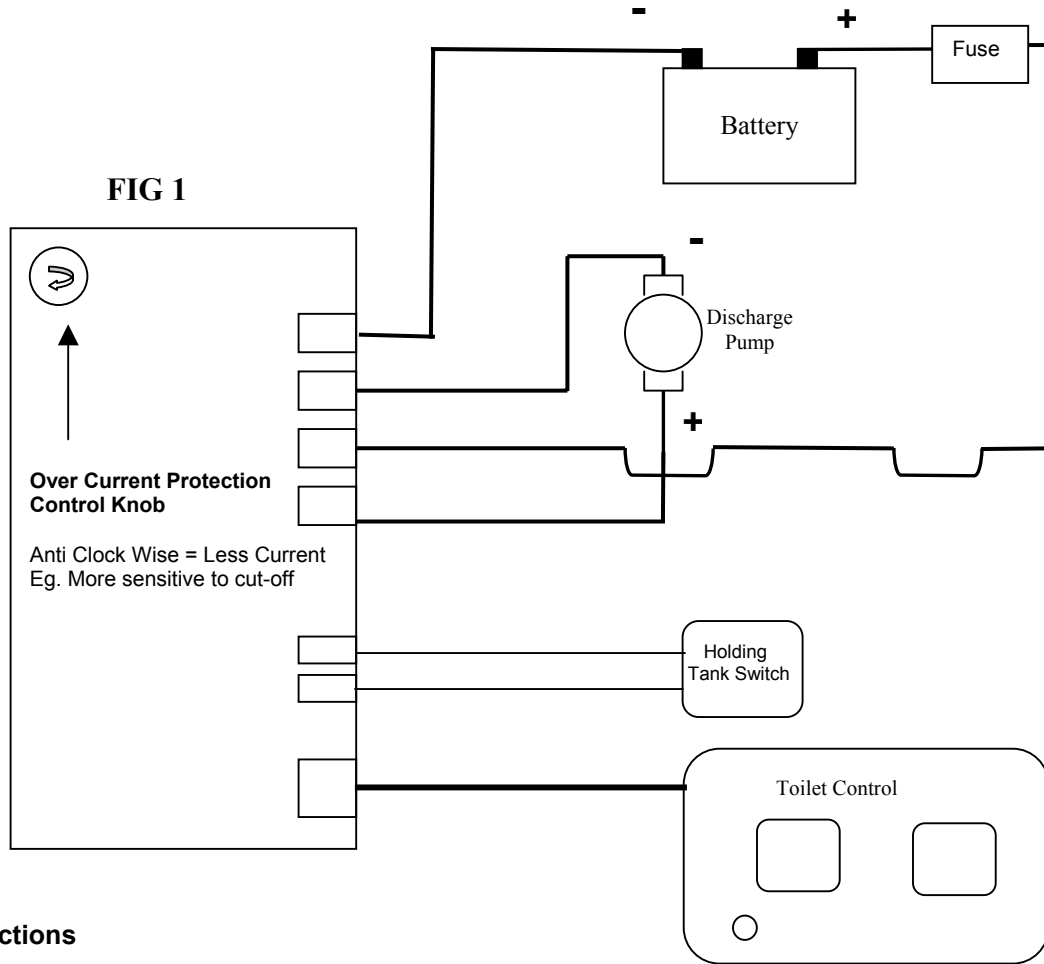 -
+
Fuse
Battery
FIG 1
-
Discharge
Pump
+
Over Current Protection
Control Knob
Anti Clock Wise = Less Current
Eg. More sensitive to cut-off
Holding
Tank Switch
Toilet Control
ctions